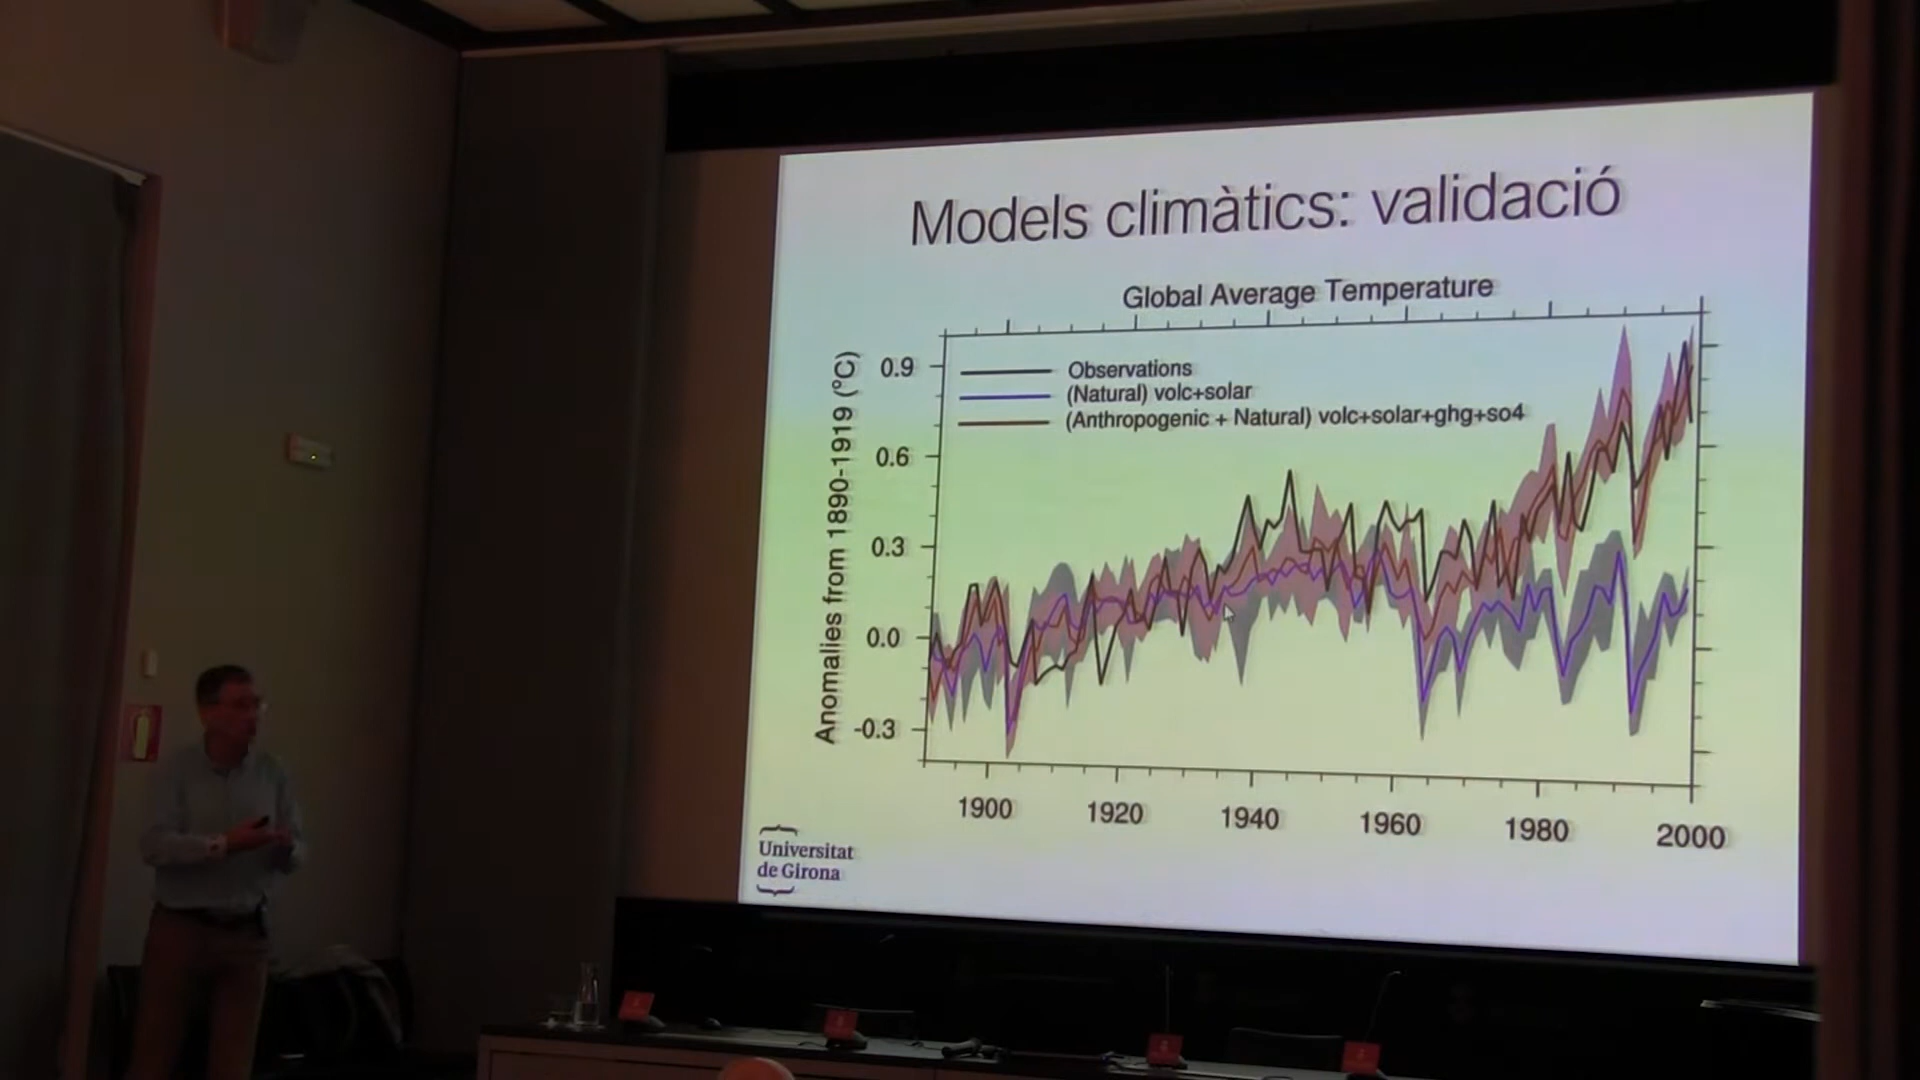 Models climàtics: validació
Global Average Temperature
Anomalies from 1890-1919 (°C)
0.9
0.6
0.3
0.0
-0.3
Observations
(Natural) volc+solar
(Anthropogenic + Natural) volc+solar+ghg+so4
1900
1920
1940
1960
1980
2000
Universitat
de Girona